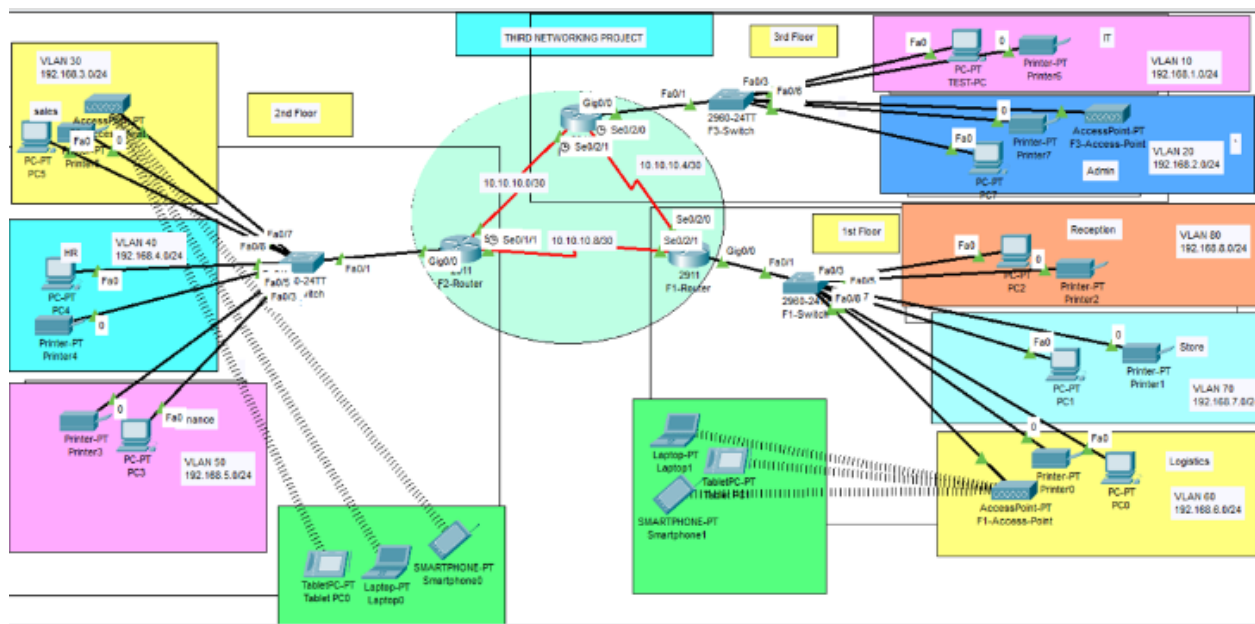 THIRD NETWORKING PROJECT
3rd Floor
Fa0
0
IT
PC-PT
TEST-PC
Printer-PT
Printer6
VLAN 10
192.168.1.0/24
VLAN 30
192.168.3.0/24
2nd Floor
sales
Fa0
0
PC-PT
PC5
Gig0/0
Se0/2/0
Se0/2/1
Fa0/1
Fa0/3
Fa0/6
2960-24TT
F3-Switch
0
Printer-PT
Printer7
AccessPoint-PT
F3-Access-Point
Fa0
PC-PT
PC7
Admin
VLAN 20
192.168.2.0/24
10.10.10.0/30
10.10.10.4/30
10.10.10.8/30
HR
VLAN 40
192.168.4.0/24
Fa0
PC-PT
PC4
0
Printer-PT
Printer4
Fa0/7
Fa0/5
Fa0/3
Fa0/1
Gig0/0
Se0/1/1
F2-Router
Se0/2/0
Se0/2/1
2911
F1-Router
Gig0/0
1st Floor
Fa0/1
Fa0/3
Fa0/5
F1-Switch
Fa0
0
Reception
PC-PT
PC2
Printer-PT
Printer2
VLAN 80
192.168.8.0/24
0
Fa0
Printer-PT
Printer1
Store
PC-PT
PC1
VLAN 70
0
Printer-PT
Printer3
Fa0
PC-PT
PC3
VLAN 50
192.168.5.0/24
TabletPC-PT
Tablet PC0
Laptop-PT
Laptop0
SMARTPHONE-PT
Smartphone0
Laptop-PT
Laptop1
TabletPC-PT
SMARTPHONE-PT
Smartphone1
0
Fa0
Logistics
Printer-PT
Printer0
PC-PT
PC0
AccessPoint-PT
F1-Access-Point
VLAN 60
192.168.6.0/24